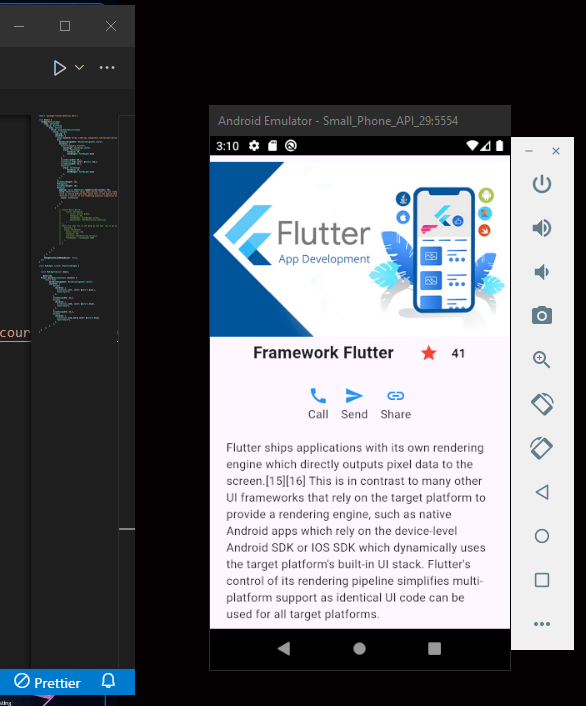 Android Emulator - Small_Phone_API_29:5554
3:10
Flutter
App Development
Framework Flutter
41
Call Send Share
Flutter ships applications with its own rendering
engine which directly outputs pixel data to the
screen.[15][16] This is in contrast to many other
UI frameworks that rely on the target platform to
provide a rendering engine, such as native
Android apps which rely on the device-level
Android SDK or IOS SDK which dynamically uses
the target platform's built-in UI stack. Flutter's
control of its rendering pipeline simplifies multi-
platform support as identical UI code can be
used for all target platforms.
cour
Prettier